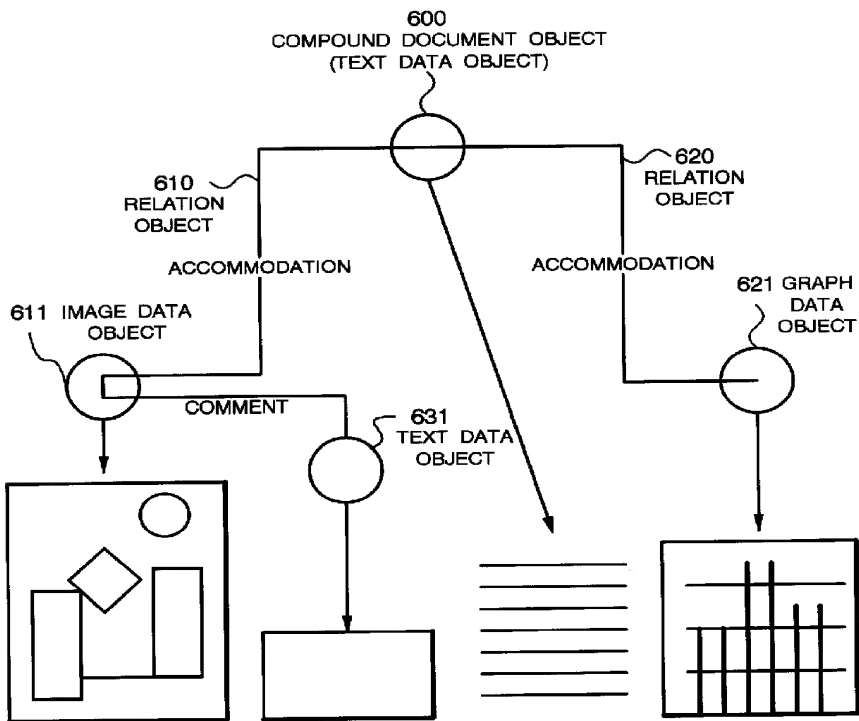 600
COMPOUND DOCUMENT OBJECT
(TEXT DATA OBJECT)
610
RELATION
OBJECT
620
RELATION
OBJECT
ACCOMMODATION
ACCOMMODATION
611 IMAGE DATA
OBJECT
621 GRAPH
DATA
OBJECT
COMMENT
631
TEXT DATA
OBJECT